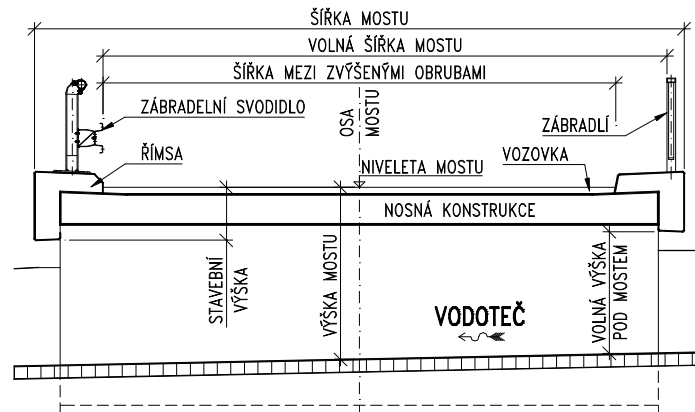 ŠÍŘKA MOSTU
VOLNÁ ŠÍŘKA MOSTU
ŠÍŘKA MEZI ZVÝŠENÝMI OBRUBAMI
ZÁBRADELNÍ SVODIDLO
OSA
MOSTU
ZÁBRADLÍ
ŘÍMSA
NIVELETA MOSTU
VOZOVKA
NOSNÁ KONSTRUKCE
STAVEBNÍ
VÝŠKA
VÝŠKA MOSTU
VODOTEČ
VOLNÁ VÝŠKA
POD MOSTEM